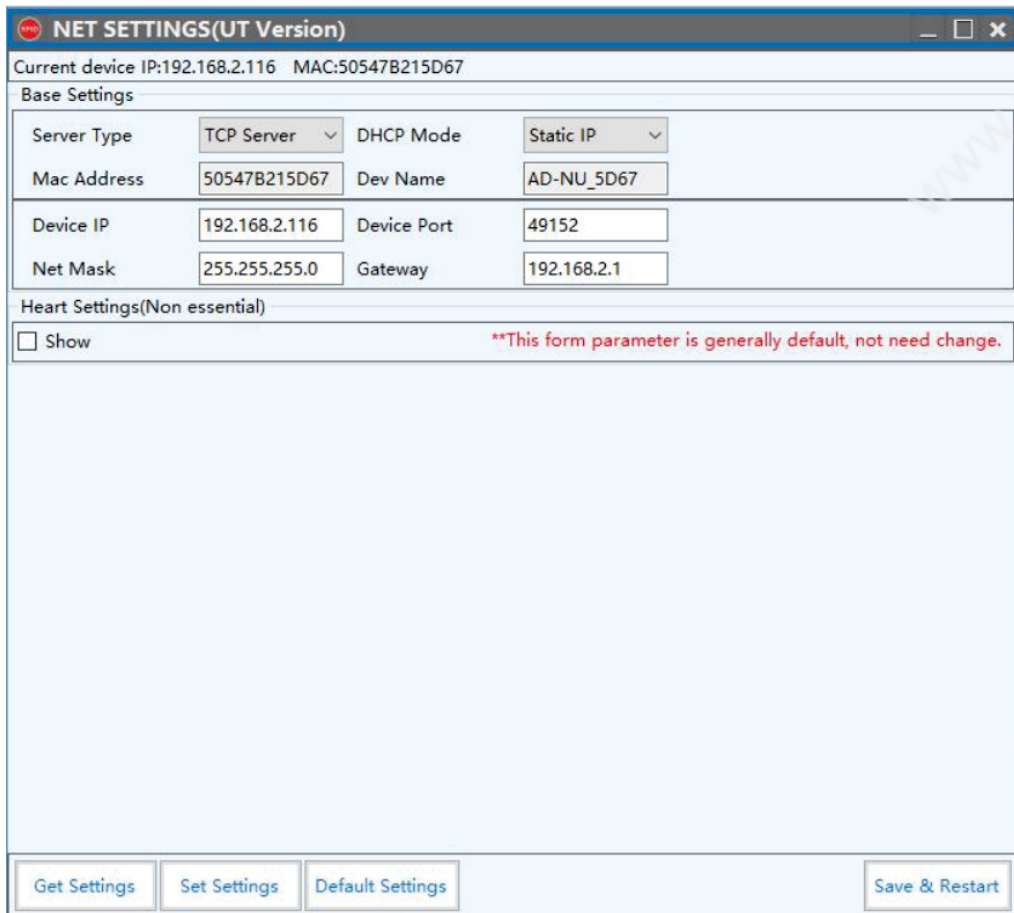 RFID NET SETTINGS(UT Version)
Current device IP:192.168.2.116 MAC:50547B215D67
Base Settings
Server Type TCP Server DHCP Mode Static IP
Mac Address 50547B215D67 Dev Name AD-NU_5D67
Device IP 192.168.2.116 Device Port 49152
Net Mask 255.255.255.0 Gateway 192.168.2.1
Heart Settings(Non essential)
Show **This form parameter is generally default, not need change.
Get Settings Set Settings Default Settings Save & Restart
www